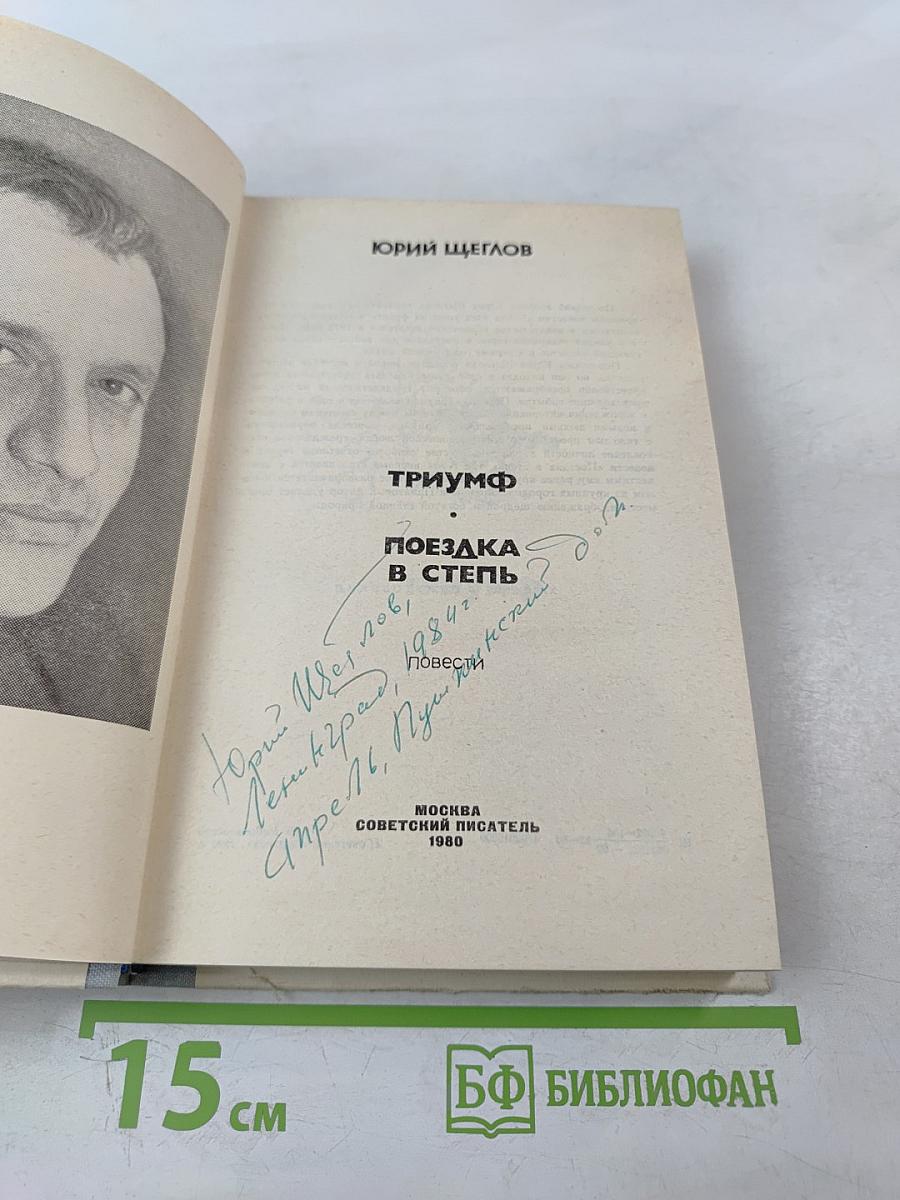 ЮРИЙ ЩЕГЛОВ
ТРИУМФ
•
ПОЕЗДКА
В СТЕПЬ
повести
Юрий Щеглов,
Ленинград, 1984 г.
апрель, Пушкинский дом
МОСКВА
СОВЕТСКИЙ ПИСАТЕЛЬ
1980
15 см
БФ БИБЛИОФАН